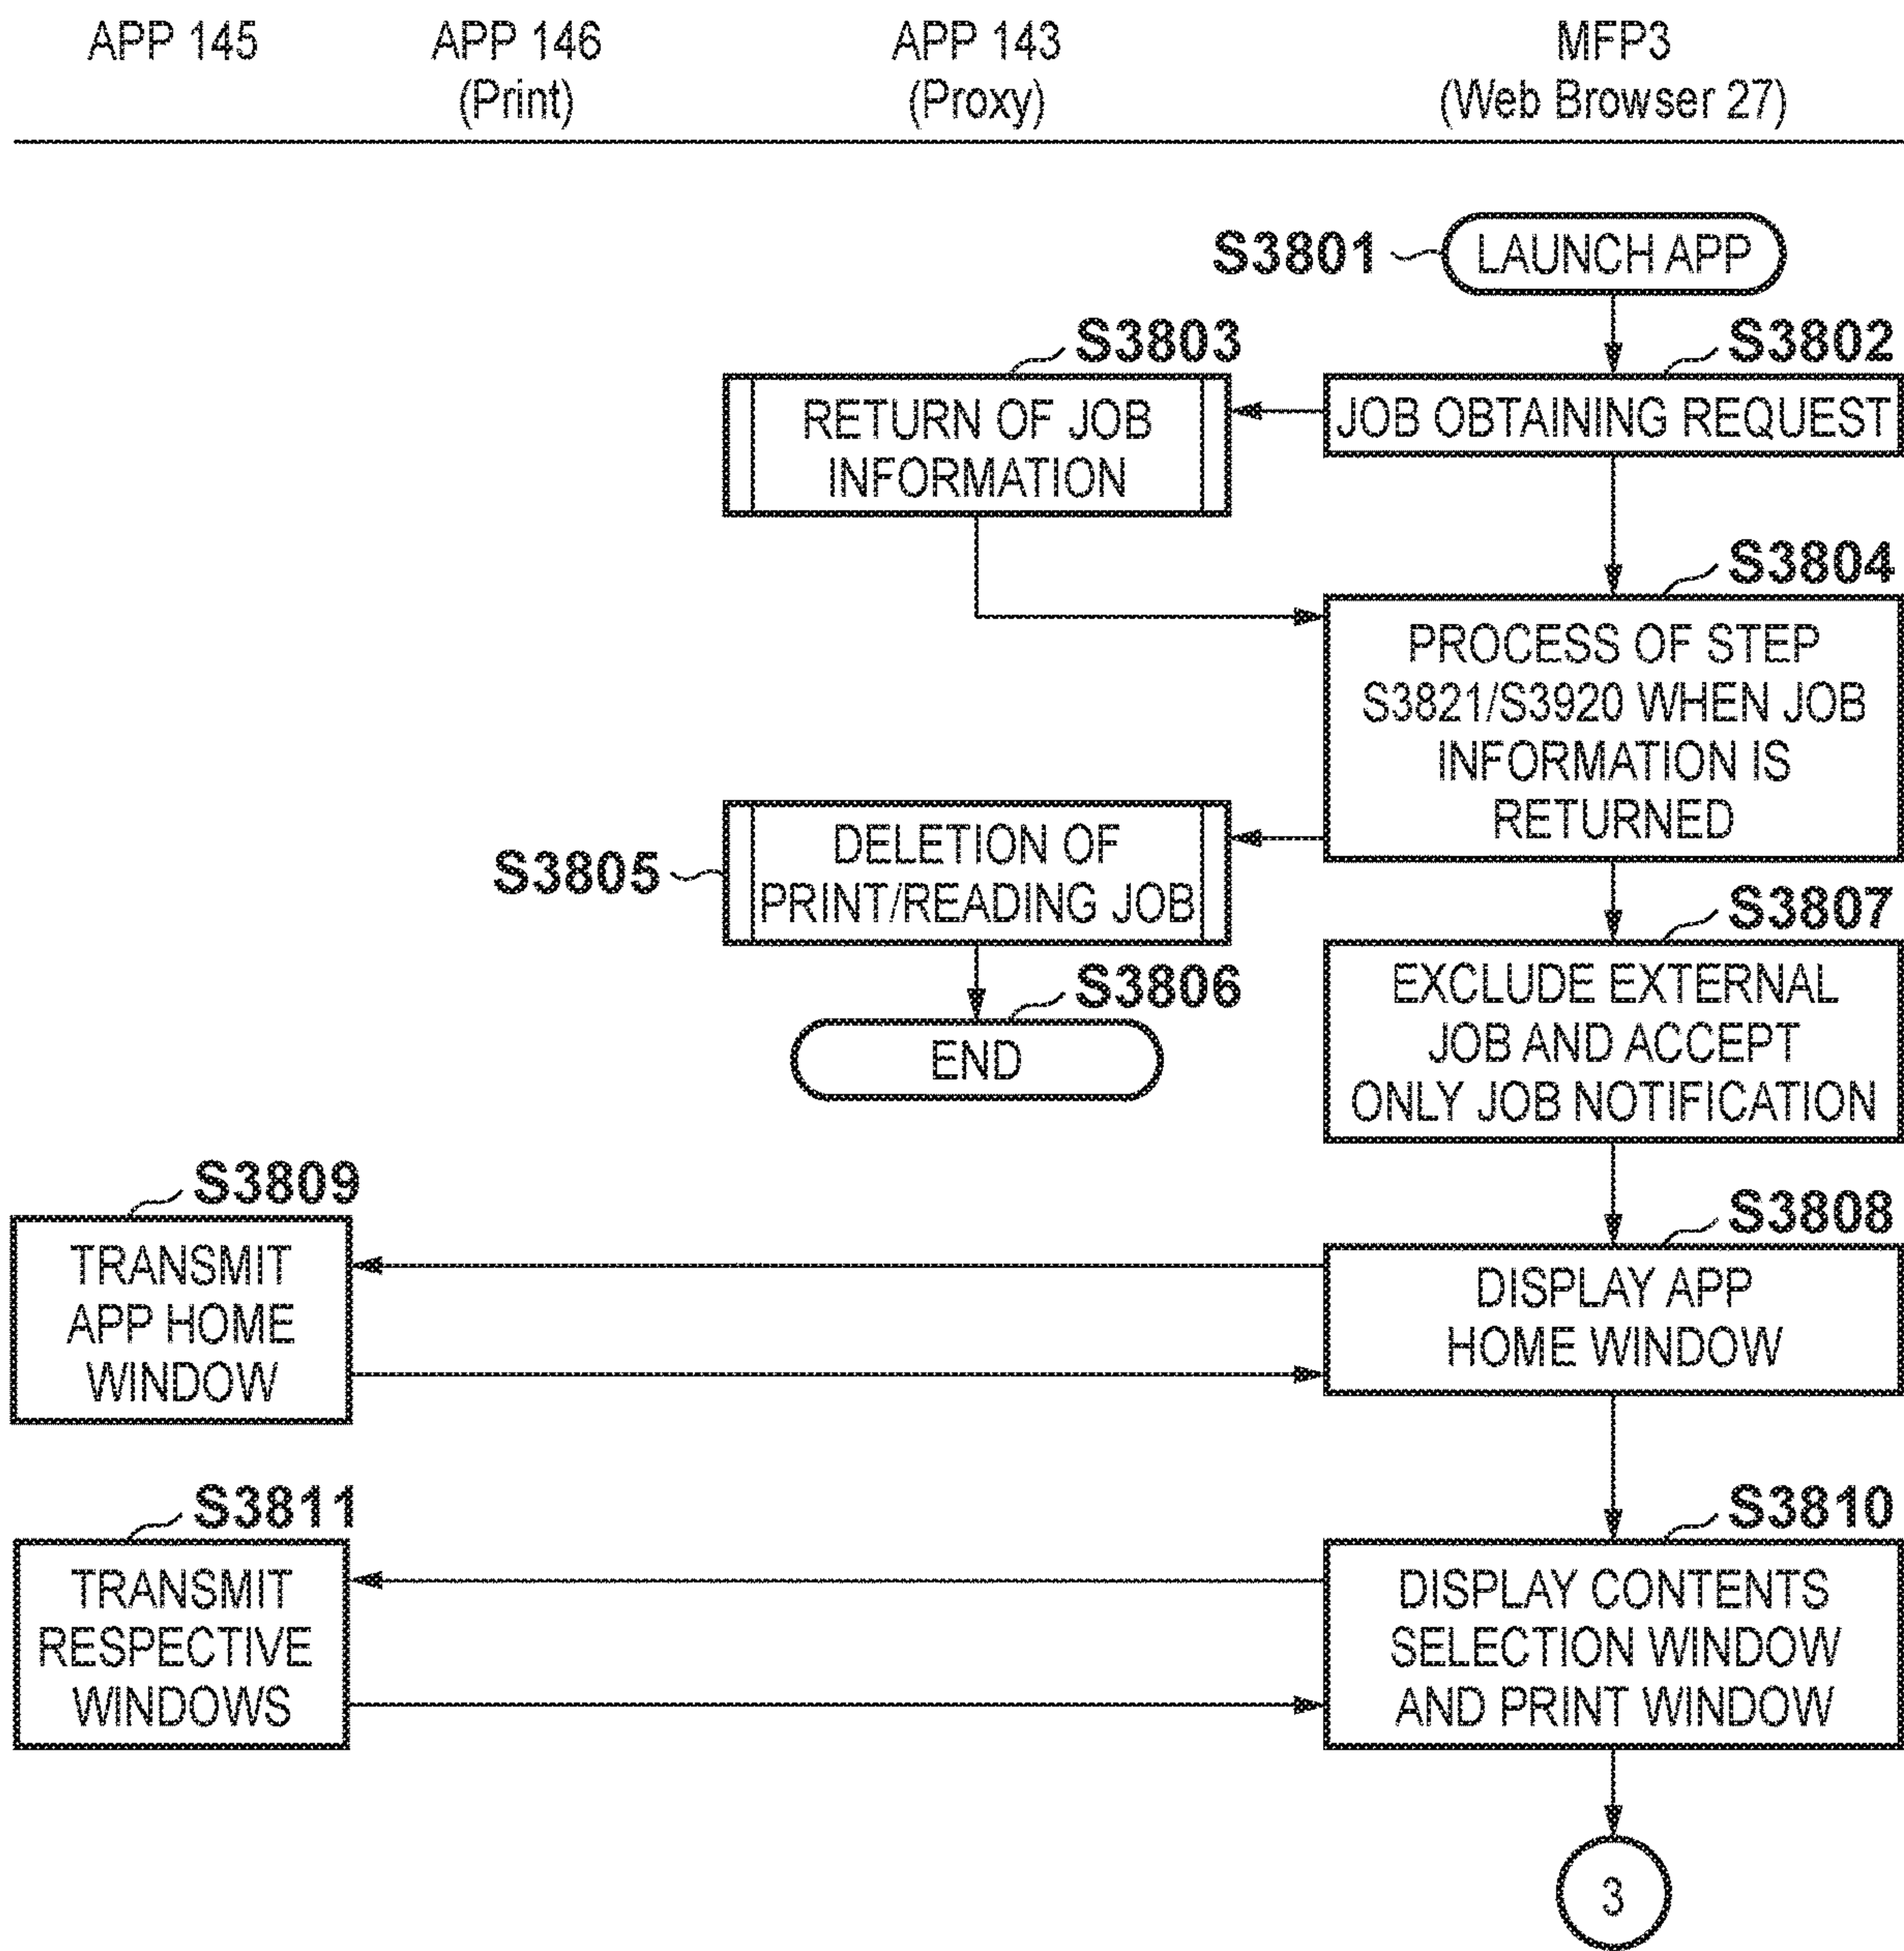 APP 145
APP 146
(Print)
APP 143
(Proxy)
MFP3
(Web Browser 27)
S3801
LAUNCH APP
S3802
JOB OBTAINING REQUEST
S3803
RETURN OF JOB
INFORMATION
S3804
PROCESS OF STEP
S3821/S3920 WHEN JOB
INFORMATION IS
RETURNED
S3805
DELETION OF
PRINT/READING JOB
S3806
END
S3807
EXCLUDE EXTERNAL
JOB AND ACCEPT
ONLY JOB NOTIFICATION
S3809
TRANSMIT
APP HOME
WINDOW
S3808
DISPLAY APP
HOME WINDOW
S3811
TRANSMIT
RESPECTIVE
WINDOWS
S3810
DISPLAY CONTENTS
SELECTION WINDOW
AND PRINT WINDOW
3